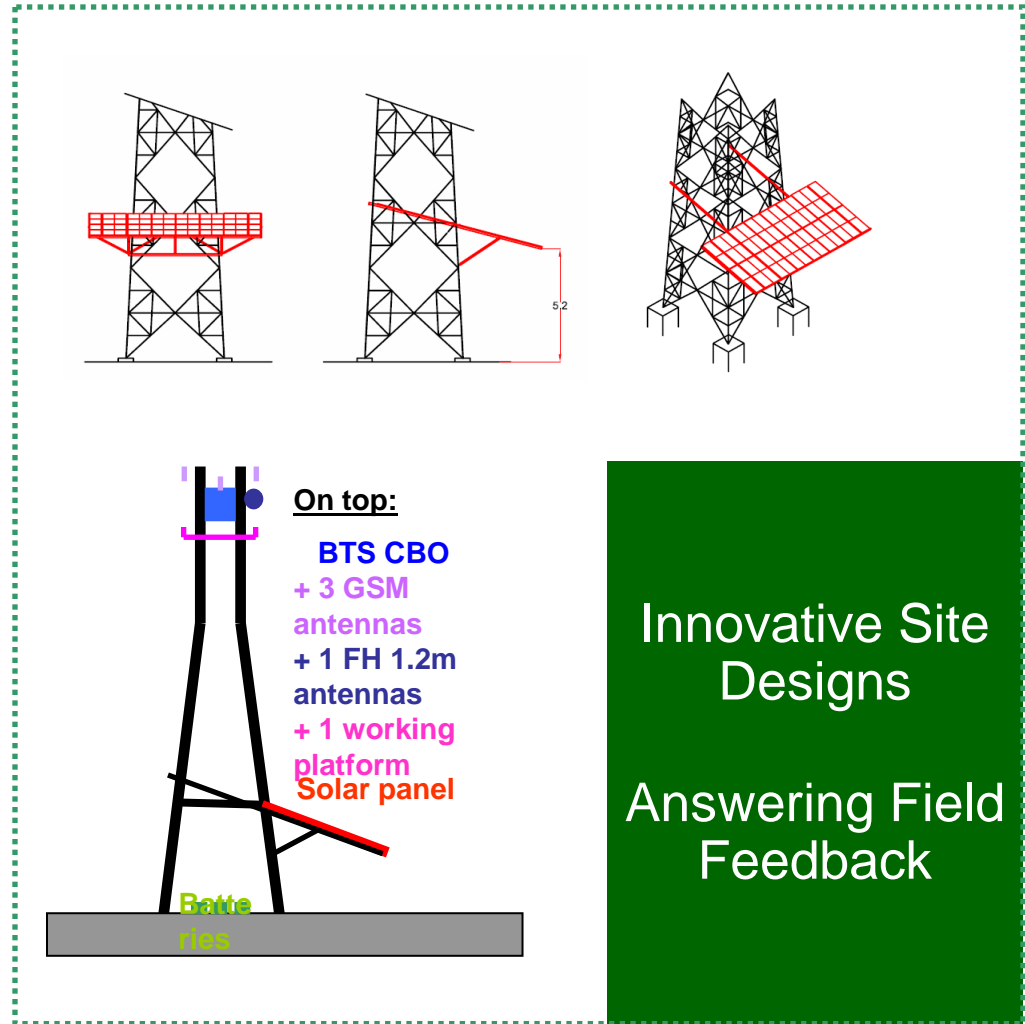 5.2
On top:
BTS CBO
+ 3 GSM
antennas
+ 1 FH 1.2m
antennas
+ 1 working
platform
Solar panel
Batte
ries
Innovative Site
Designs
Answering Field
Feedback